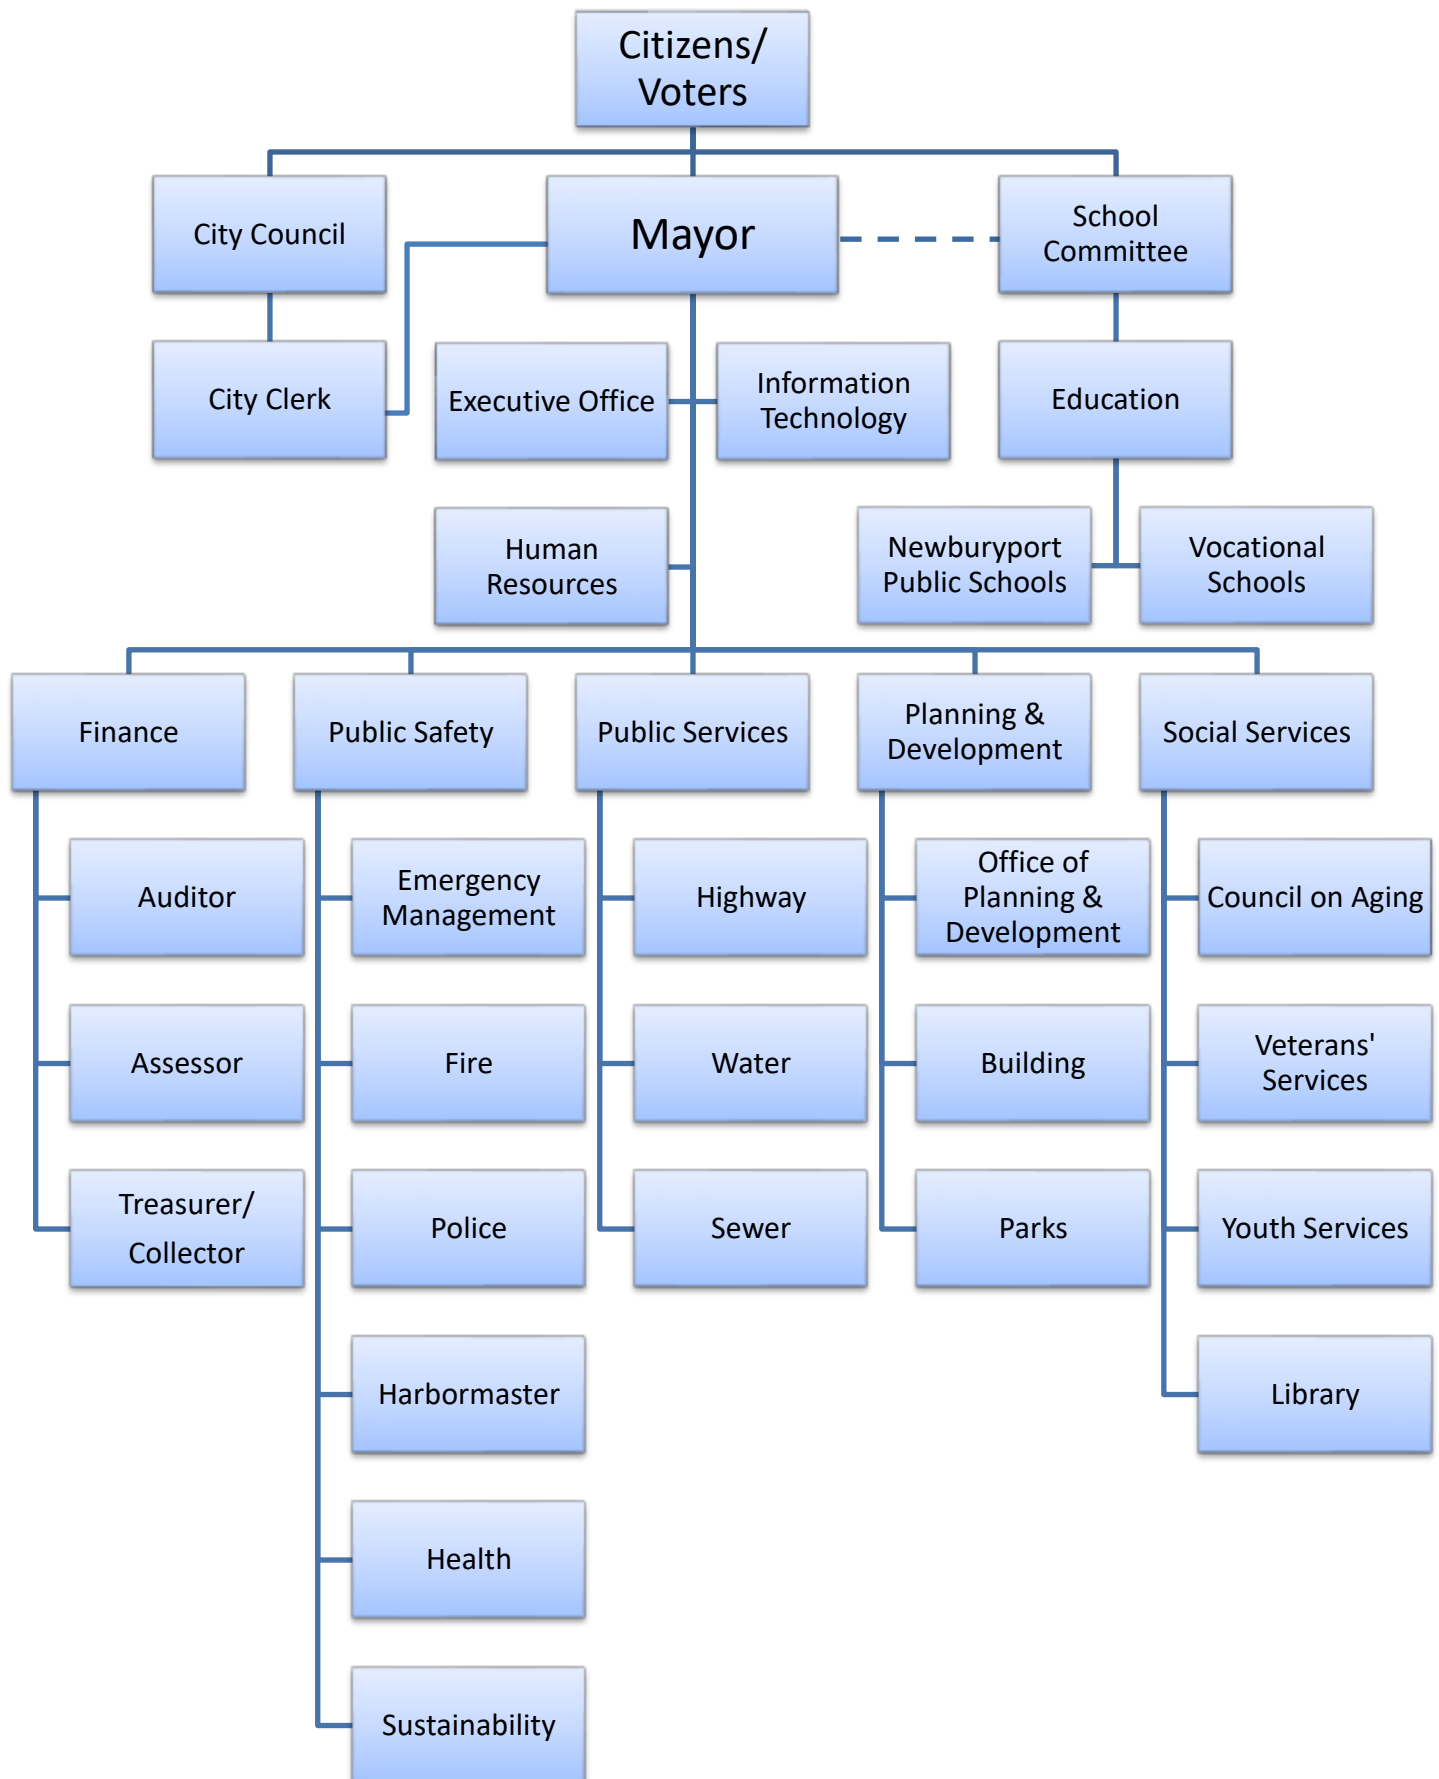 Citizens/
Voters
City Council
Mayor
School
Committee
City Clerk
Executive Office
Information
Technology
Education
Human
Resources
Newburyport
Public Schools
Vocational
Schools
Finance
Public Safety
Public Services
Planning &
Development
Social Services
Auditor
Emergency
Management
Highway
Office of
Planning &
Development
Council on Aging
Assessor
Fire
Water
Building
Veterans'
Services
Treasurer/
Collector
Police
Sewer
Parks
Youth Services
Harbormaster
Library
Health
Sustainability